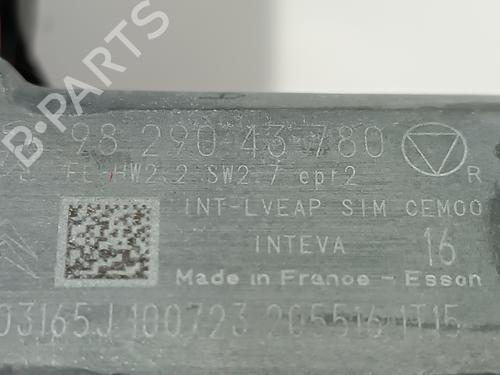 B-PARTS
98 290 43 780
HW2.2 SW2.7 epr2
R
INT-LVEAP SIM CEMOO
INTEVA 16
Made in France - Esson
03165J 100723 205516 1T15